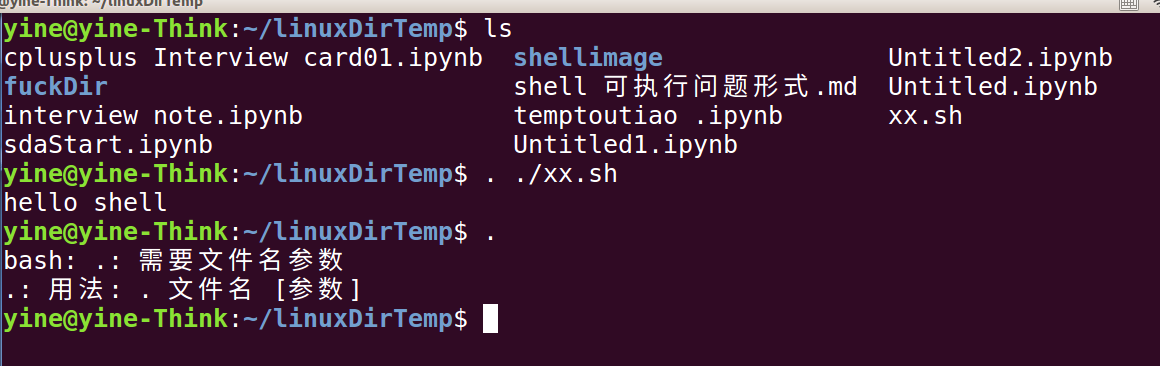 @yine-Think: ~/linuxDirTemp
yine@yine-Think:~/linuxDirTemp$ ls
cplusplus Interview card01.ipynb shellimage Untitled2.ipynb
fuckDir shell 可执行问题形式.md Untitled.ipynb
interview note.ipynb temptoutiao .ipynb xx.sh
sdaStart.ipynb Untitled1.ipynb
yine@yine-Think:~/linuxDirTemp$ . ./xx.sh
hello shell
yine@yine-Think:~/linuxDirTemp$ .
bash: .: 需要文件名参数
.: 用法: . 文件名 [参数]
yine@yine-Think:~/linuxDirTemp$